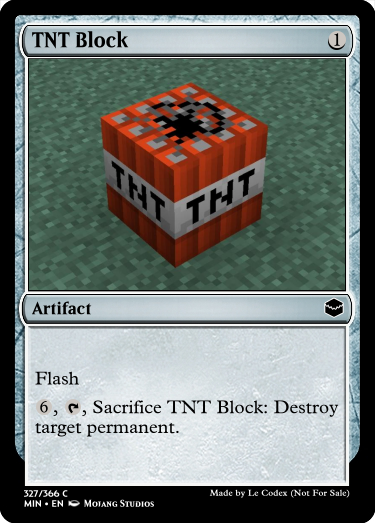 TNT Block 1
TNT TNT
Artifact
Flash
6, , Sacrifice TNT Block: Destroy
target permanent.
327/366 C
MIN • EN Mojang Studios
Made by Le Codex (Not For Sale)